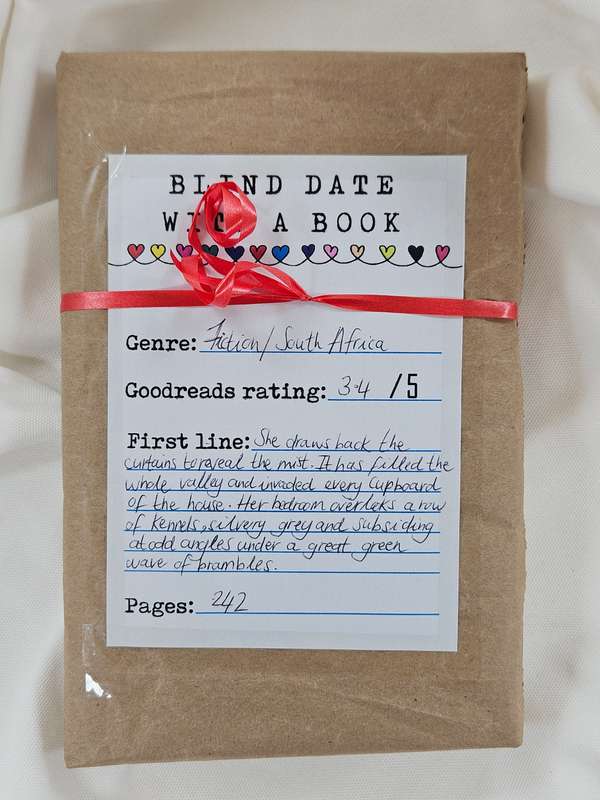 BLIND DATE
WITH A BOOK
Genre: Fiction/South Africa
Goodreads rating: 3.4 /5
First line: She draws back the
curtains to reveal the mist. It has filled the
whole valley and invaded every cupboard
of the house. Her bedroom overlooks a row
of kennels, silvery grey and subsiding
at odd angles under a great green
wave of brambles.
Pages: 242